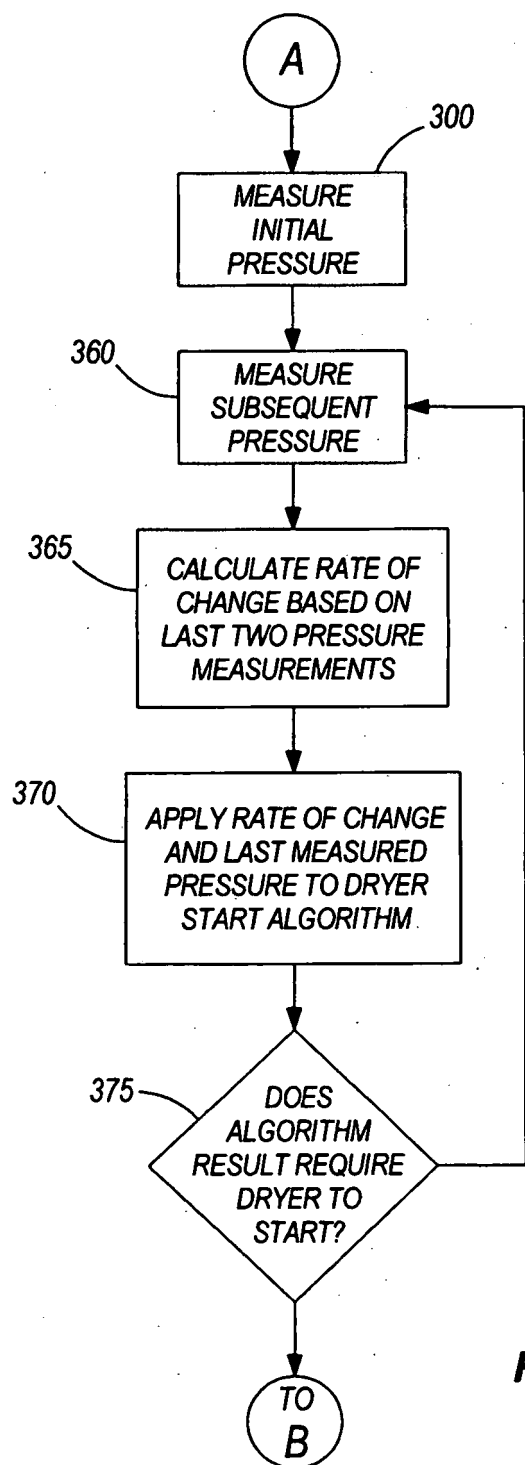 A
300
MEASURE
INITIAL
PRESSURE
360
MEASURE
SUBSEQUENT
PRESSURE
365
CALCULATE RATE OF
CHANGE BASED ON
LAST TWO PRESSURE
MEASUREMENTS
370
APPLY RATE OF CHANGE
AND LAST MEASURED
PRESSURE TO DRYER
START ALGORITHM
375
DOES
ALGORITHM
RESULT REQUIRE
DRYER TO
START?
TO
B